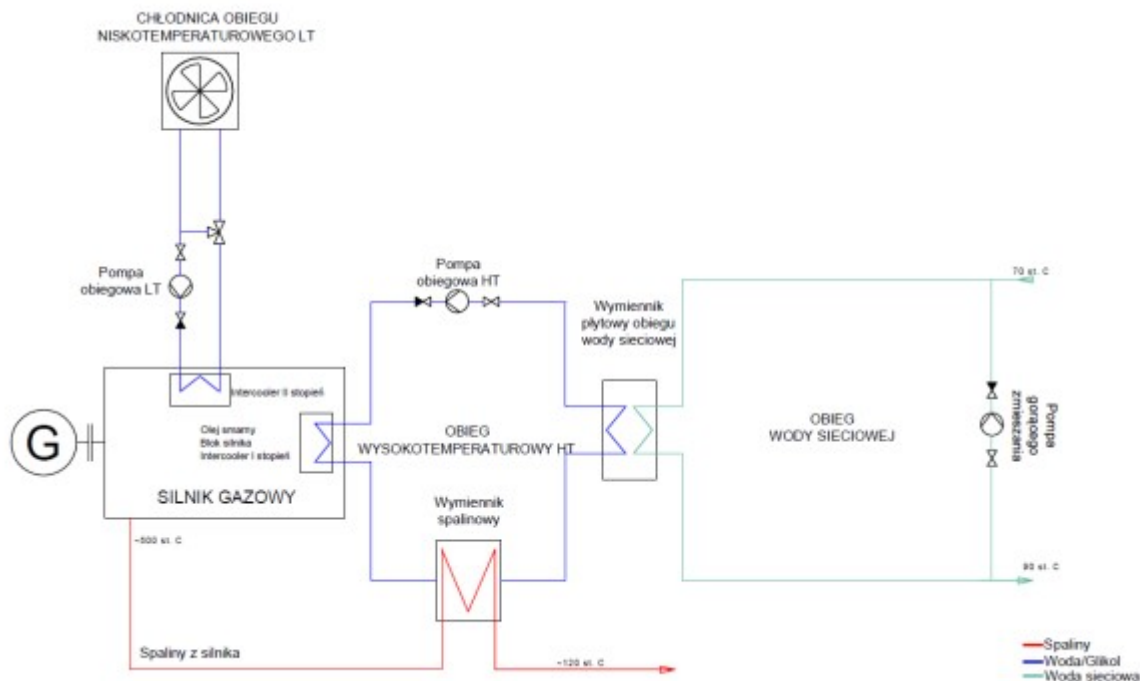 CHŁODNICA OBIEGU
NISKOTEMPERATUROWEGO LT
Pompa
obiegowa LT
Pompa
obiegowa HT
Wymiennik
płytowy obiegu
wody sieciowej
70 st. C
Intercooler II stopień
Olej smarny
Blok silnika
Intercooler I stopień
G
SILNIK GAZOWY
OBIEG
WYSOKOTEMPERATUROWY HT
OBIEG
WODY SIECIOWEJ
Pompa
gorącego
zmieszania
Wymiennik
spalinowy
~500 st. C
90 st. C
Spaliny z silnika
~120 st. C
Spaliny
Woda/Glikol
Woda sieciowa